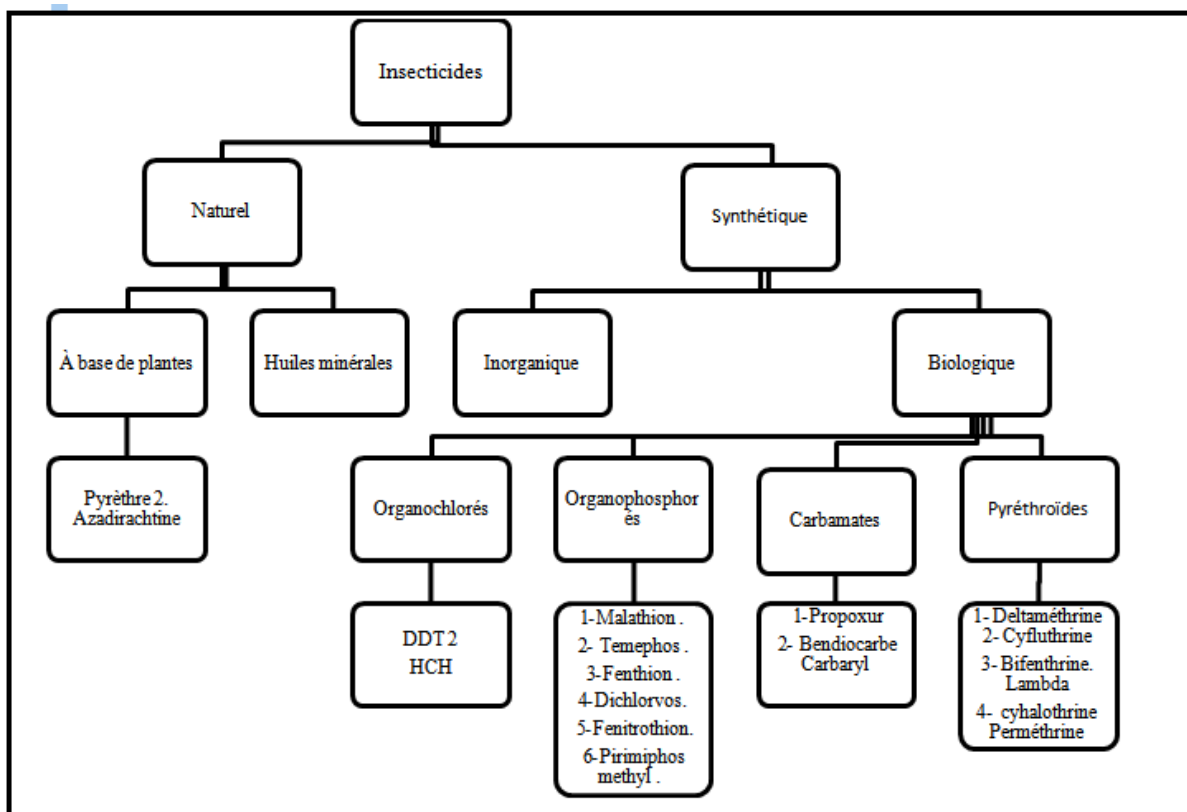 Insecticides
Naturel
Synthétique
À base de plantes
Huiles minérales
Inorganique
Biologique
Pyrèthre 2.
Azadirachtine
Organochlorés
Organophosphor
és
Carbamates
Pyréthroïdes
DDT 2
HCH
1-Malathion .
2- Temephos .
3-Fenthion .
4-Dichlorvos.
5-Fenitrothion.
6-Pirimiphos
methyl .
1-Propoxur
2- Bendiocarbe
Carbaryl
1- Deltaméthrine
2- Cyfluthrine
3- Bifenthrine.
Lambda
4- cyhalothrine
Perméthrine